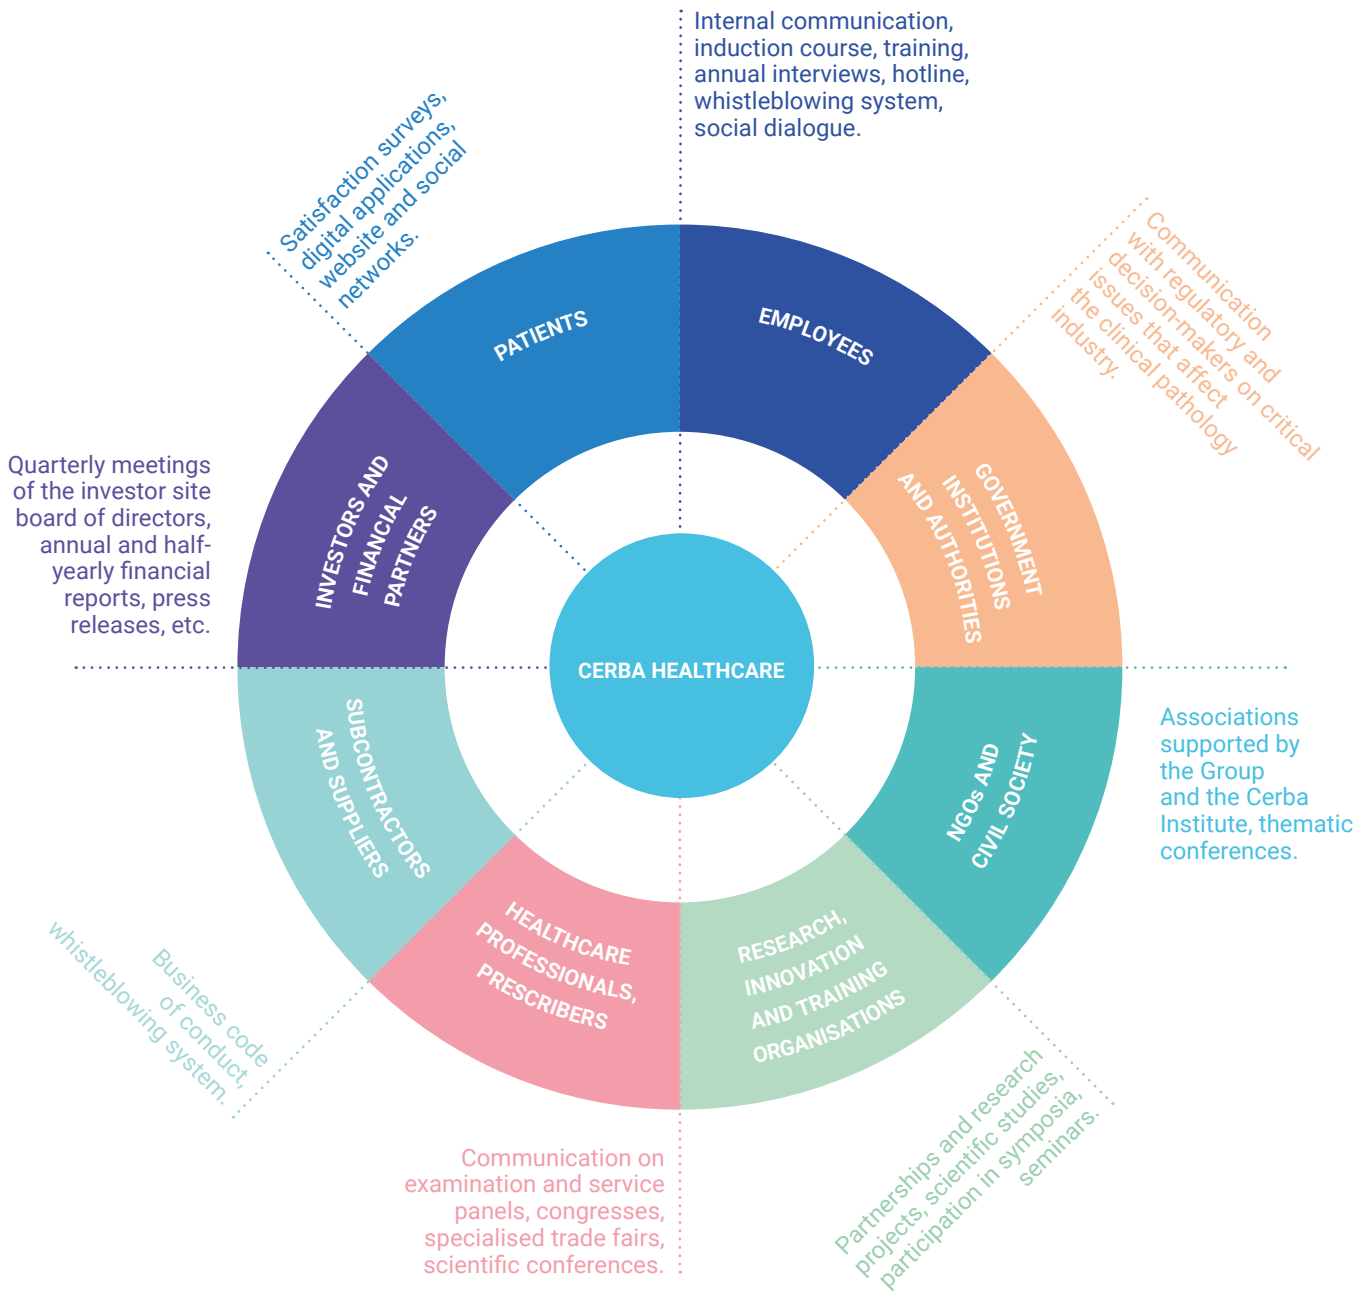 Internal communication,
induction course, training,
annual interviews, hotline,
whistleblowing system,
social dialogue.
Satisfaction surveys,
digital applications,
website and social
networks.
Communication
with regulatory and
decision-makers on critical
issues that affect
the clinical pathology
industry.
PATIENTS
EMPLOYEES
Quarterly meetings
of the investor site
board of directors,
annual and half-
yearly financial
reports, press
releases, etc.
INVESTORS AND
FINANCIAL
PARTNERS
GOVERNMENT
INSTITUTIONS
AND AUTHORITIES
CERBA HEALTHCARE
SUBCONTRACTORS
AND SUPPLIERS
NGOs AND
CIVIL SOCIETY
Associations
supported by
the Group
and the Cerba
Institute, thematic
conferences.
HEALTHCARE
PROFESSIONALS,
PRESCRIBERS
RESEARCH,
INNOVATION
AND TRAINING
ORGANISATIONS
Business code
of conduct,
whistleblowing system.
Communication on
examination and service
panels, congresses,
specialised trade fairs,
scientific conferences.
Partnerships and research
projects, scientific studies,
participation in symposia,
seminars.